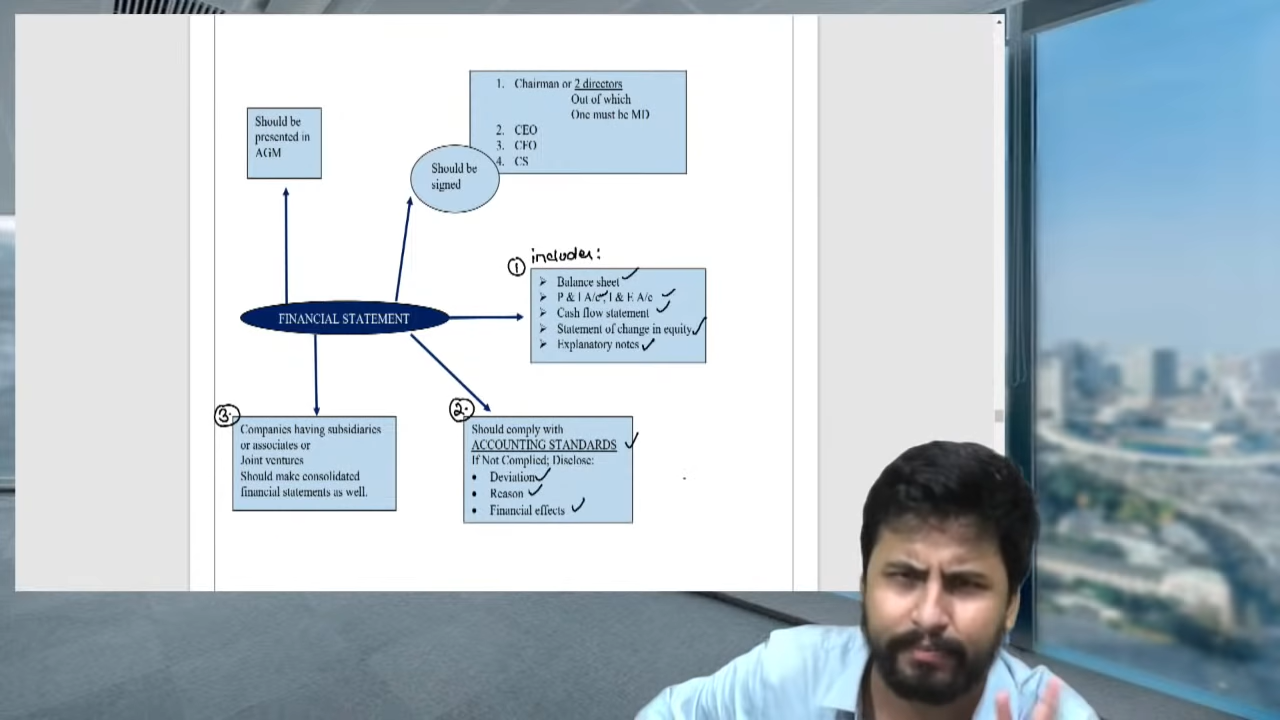 Should be
presented in
AGM
1. Chairman or 2 directors
Out of which
One must be MD
2. CEO
3. CFO
4. CS
Should be
signed
① includes:
FINANCIAL STATEMENT
➢ Balance sheet ✓
➢ P & L A/c ✓, I & E A/c ✓
➢ Cash flow statement ✓
➢ Statement of change in equity ✓
➢ Explanatory notes ✓
③.
Companies having subsidiaries
or associates or
Joint ventures
Should make consolidated
financial statements as well.
②.
Should comply with
ACCOUNTING STANDARDS ✓
If Not Complied; Disclose:
• Deviation ✓
• Reason ✓
• Financial effects ✓